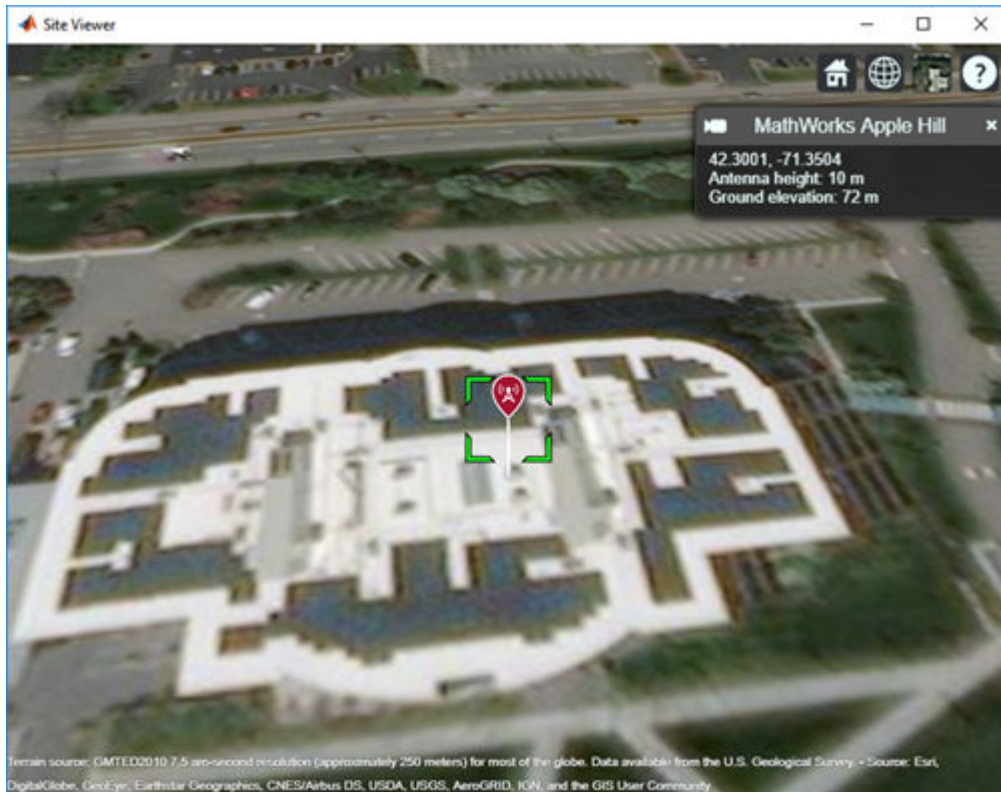 Site Viewer
MathWorks Apple Hill
42.3001, -71.3504
Antenna height: 10 m
Ground elevation: 72 m
Terrain source: GMTED2010 7.5 arc-second resolution (approximately 250 meters) for most of the globe. Data available from the U.S. Geological Survey. • Source: Esri,
DigitalGlobe, GeoEye, Earthstar Geographics, CNES/Airbus DS, USDA, USGS, AeroGRID, IGN, and the GIS User Community